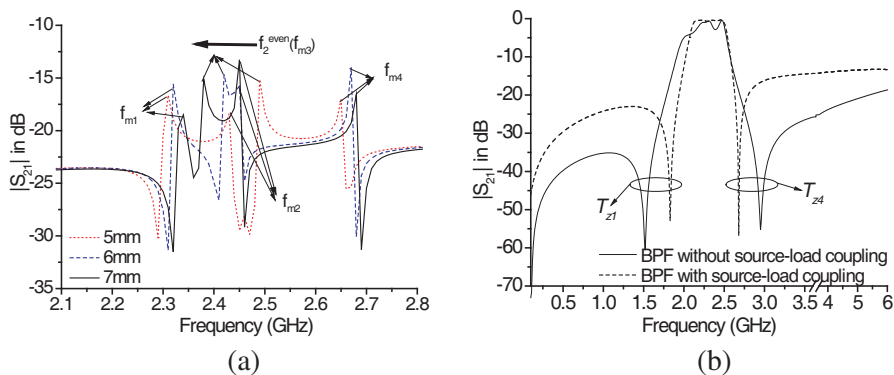 -10
-15
-20
-25
-30
-35
|S21| in dB
f2^even(fm3)
fm1
fm2
fm4
5mm
6mm
7mm
2.1
2.2
2.3
2.4
2.5
2.6
2.7
2.8
Frequency (GHz)
(a)
0
-10
-20
-30
-40
-50
-60
-70
|S21| in dB
Tz1
Tz4
BPF without source-load coupling
BPF with source-load coupling
0.5
1.0
1.5
2.0
2.5
3.0
3.5
4
5
6
Frequency (GHz)
(b)